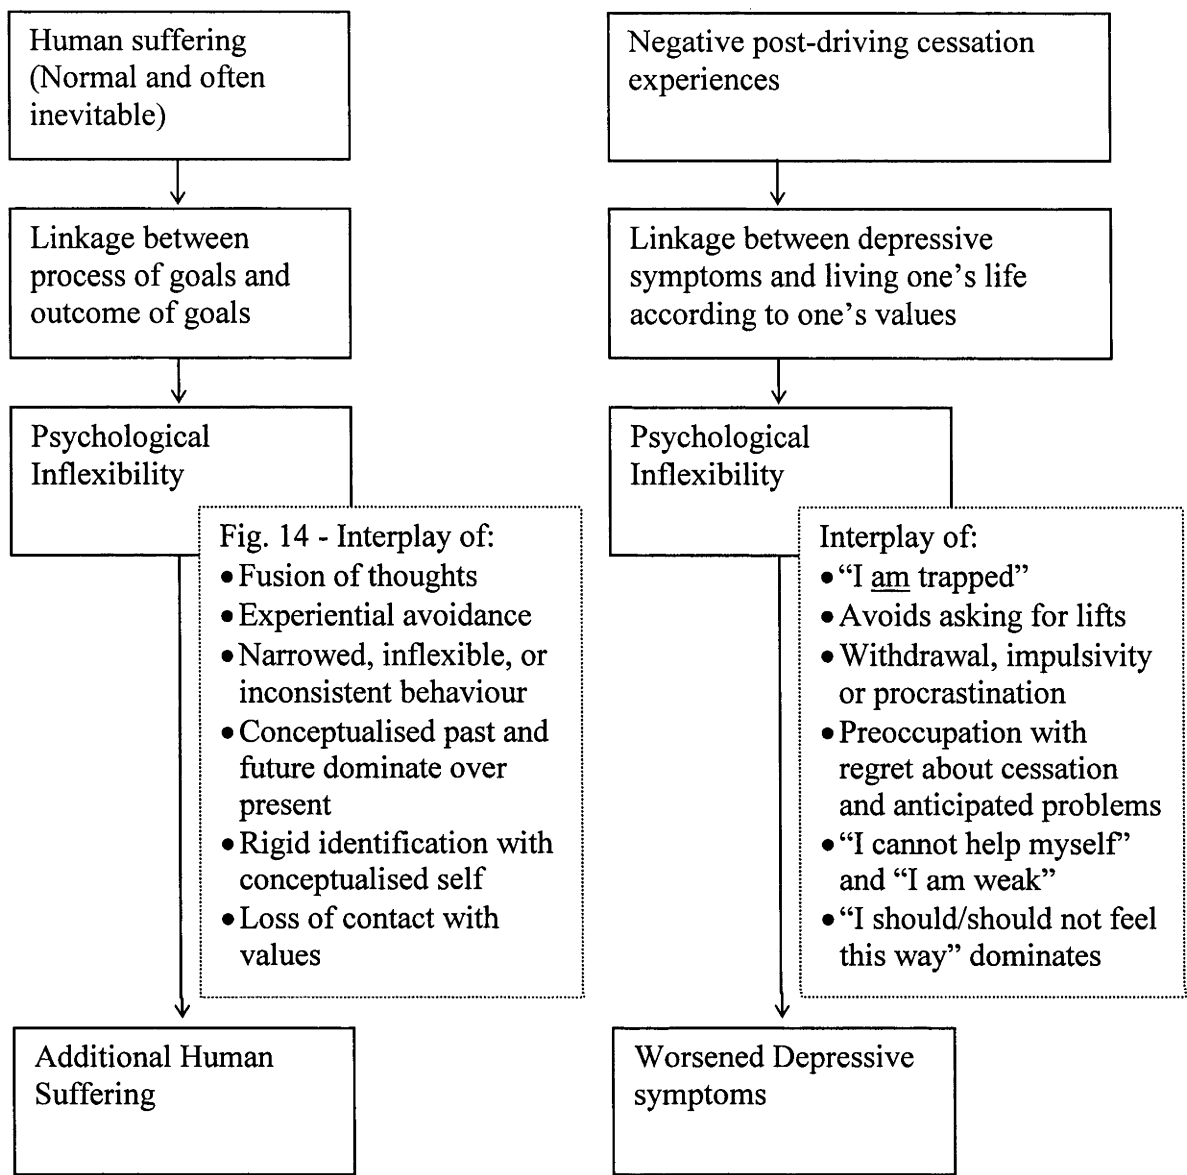 Human suffering
(Normal and often
inevitable)
Linkage between
process of goals and
outcome of goals
Psychological
Inflexibility
Fig. 14 - Interplay of:
• Fusion of thoughts
• Experiential avoidance
• Narrowed, inflexible, or
inconsistent behaviour
• Conceptualised past and
future dominate over
present
• Rigid identification with
conceptualised self
• Loss of contact with
values
Additional Human
Suffering
Negative post-driving cessation
experiences
Linkage between depressive
symptoms and living one’s life
according to one’s values
Psychological
Inflexibility
Interplay of:
• “I am trapped”
• Avoids asking for lifts
• Withdrawal, impulsivity
or procrastination
• Preoccupation with
regret about cessation
and anticipated problems
• “I cannot help myself”
and “I am weak”
• “I should/should not feel
this way” dominates
Worsened Depressive
symptoms